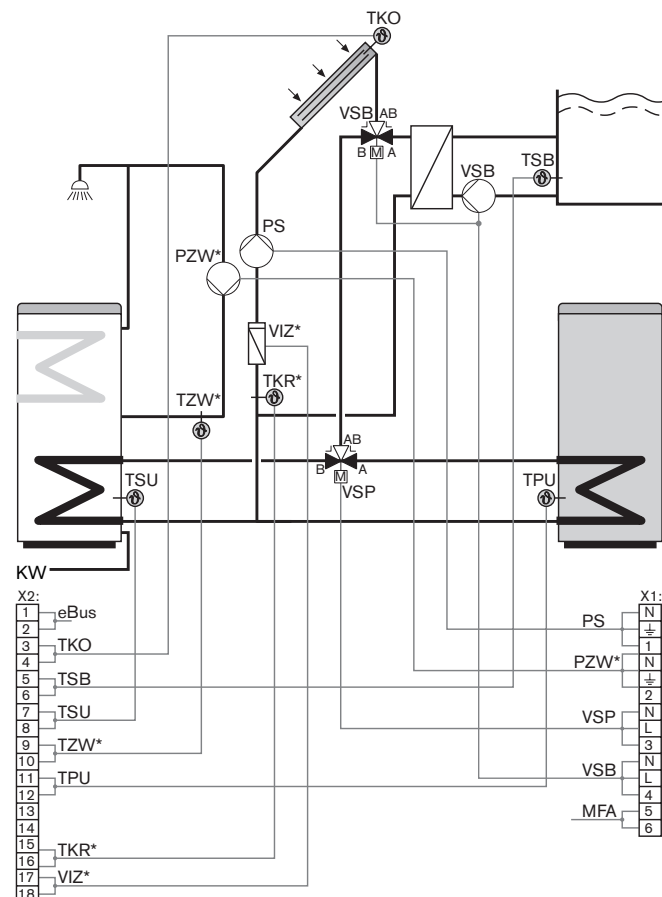 TKO
VSB AB
B M A
VSB
TSB
PS
PZW*
VIZ*
TKR*
TZW*
AB
B A
M
VSP
TSU
TPU
KW
X2:
1 eBus
2
3 TKO
4
5 TSB
6
7 TSU
8
9 TZW*
10
11 TPU
12
13
14
15
16 TKR*
17 VIZ*
18
X1:
PS N
⏚
1
PZW* N
⏚
2
VSP N
L
3
VSB N
L
4
MFA 5
6